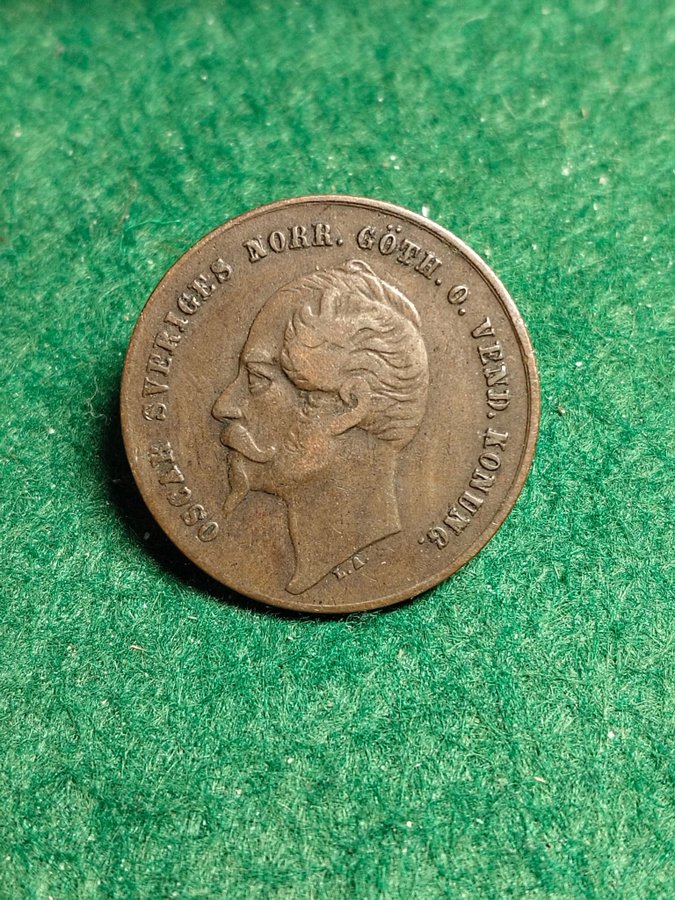 OSCAR SVERIGES NORR. GÖTH. O. VEND. KONUNG.
L.A.